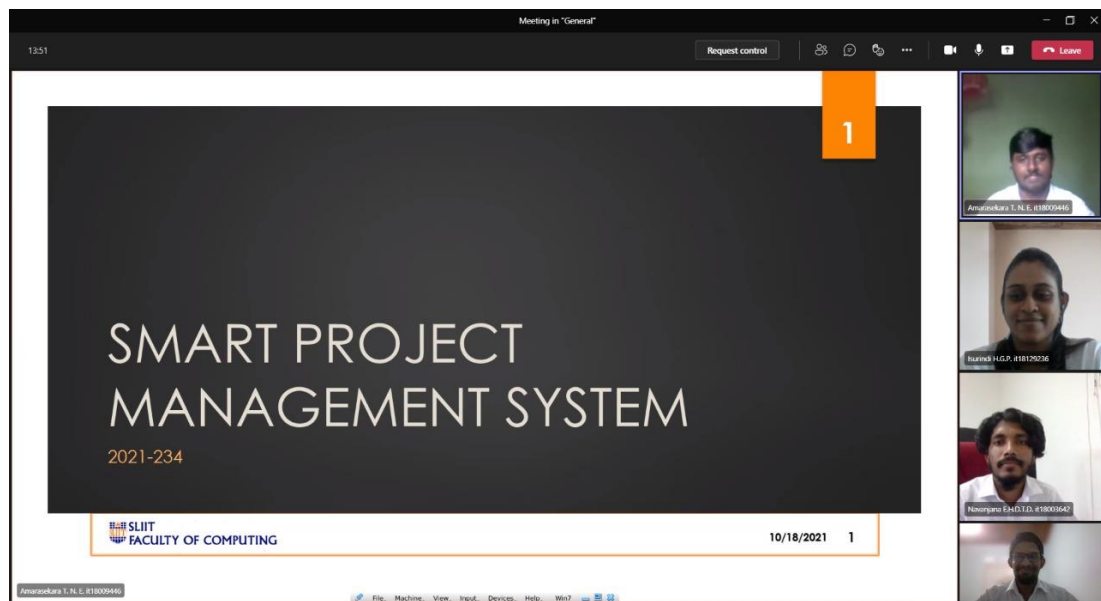 Meeting in "General"
13:51
Request control
Leave
1
SMART PROJECT
MANAGEMENT SYSTEM
2021-234
SLIIT
FACULTY OF COMPUTING
10/18/2021 1
Amarasekara T. N. E. it18009446
File.. Machine.. View.. Input.. Devices.. Help.. Win7
Amarasekara T. N. E. it18009446
Isurindi H.G.P. it18129236
Navanjana E.H.D.T.D. it18003642